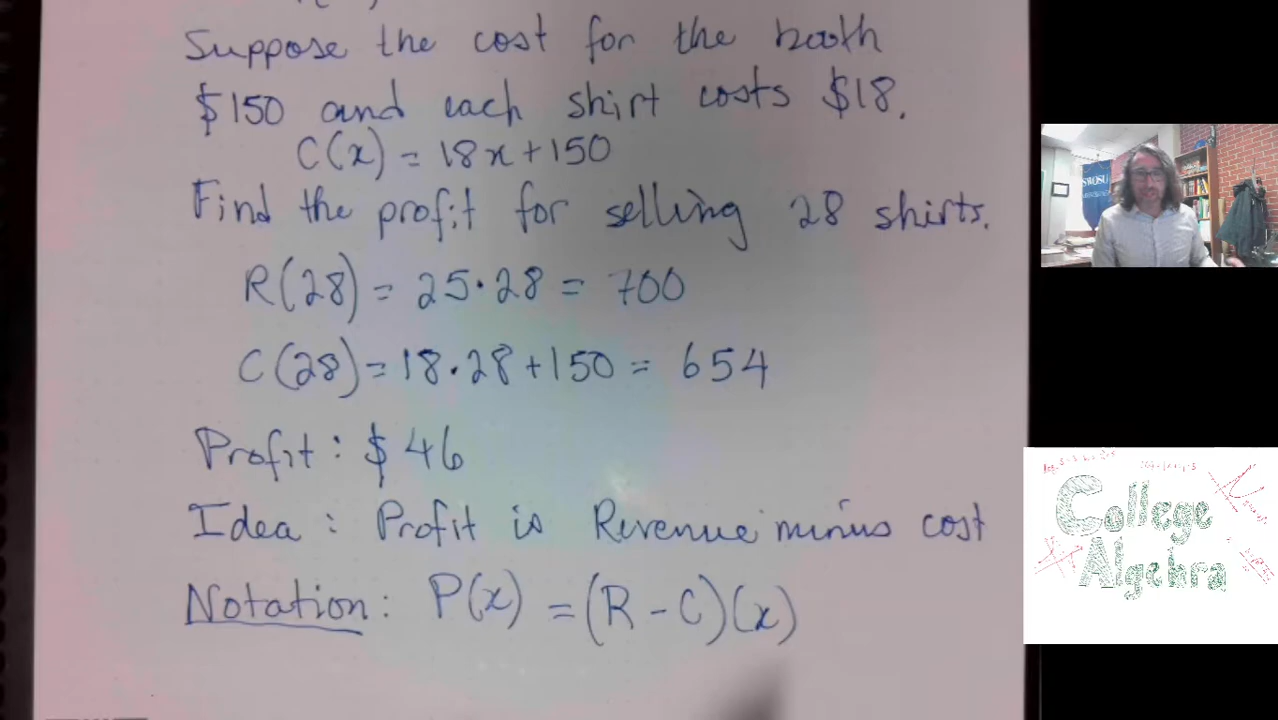 Suppose the cost for the booth
$150 and each shirt costs $18.
C(x) = 18x+150
Find the profit for selling 28 shirts.
R(28) = 25·28 = 700
C(28) = 18·28+150 = 654
Profit: $46
Idea: Profit is Revenue minus cost
Notation: P(x) = (R - C)(x)
SWOSU
College
Algebra